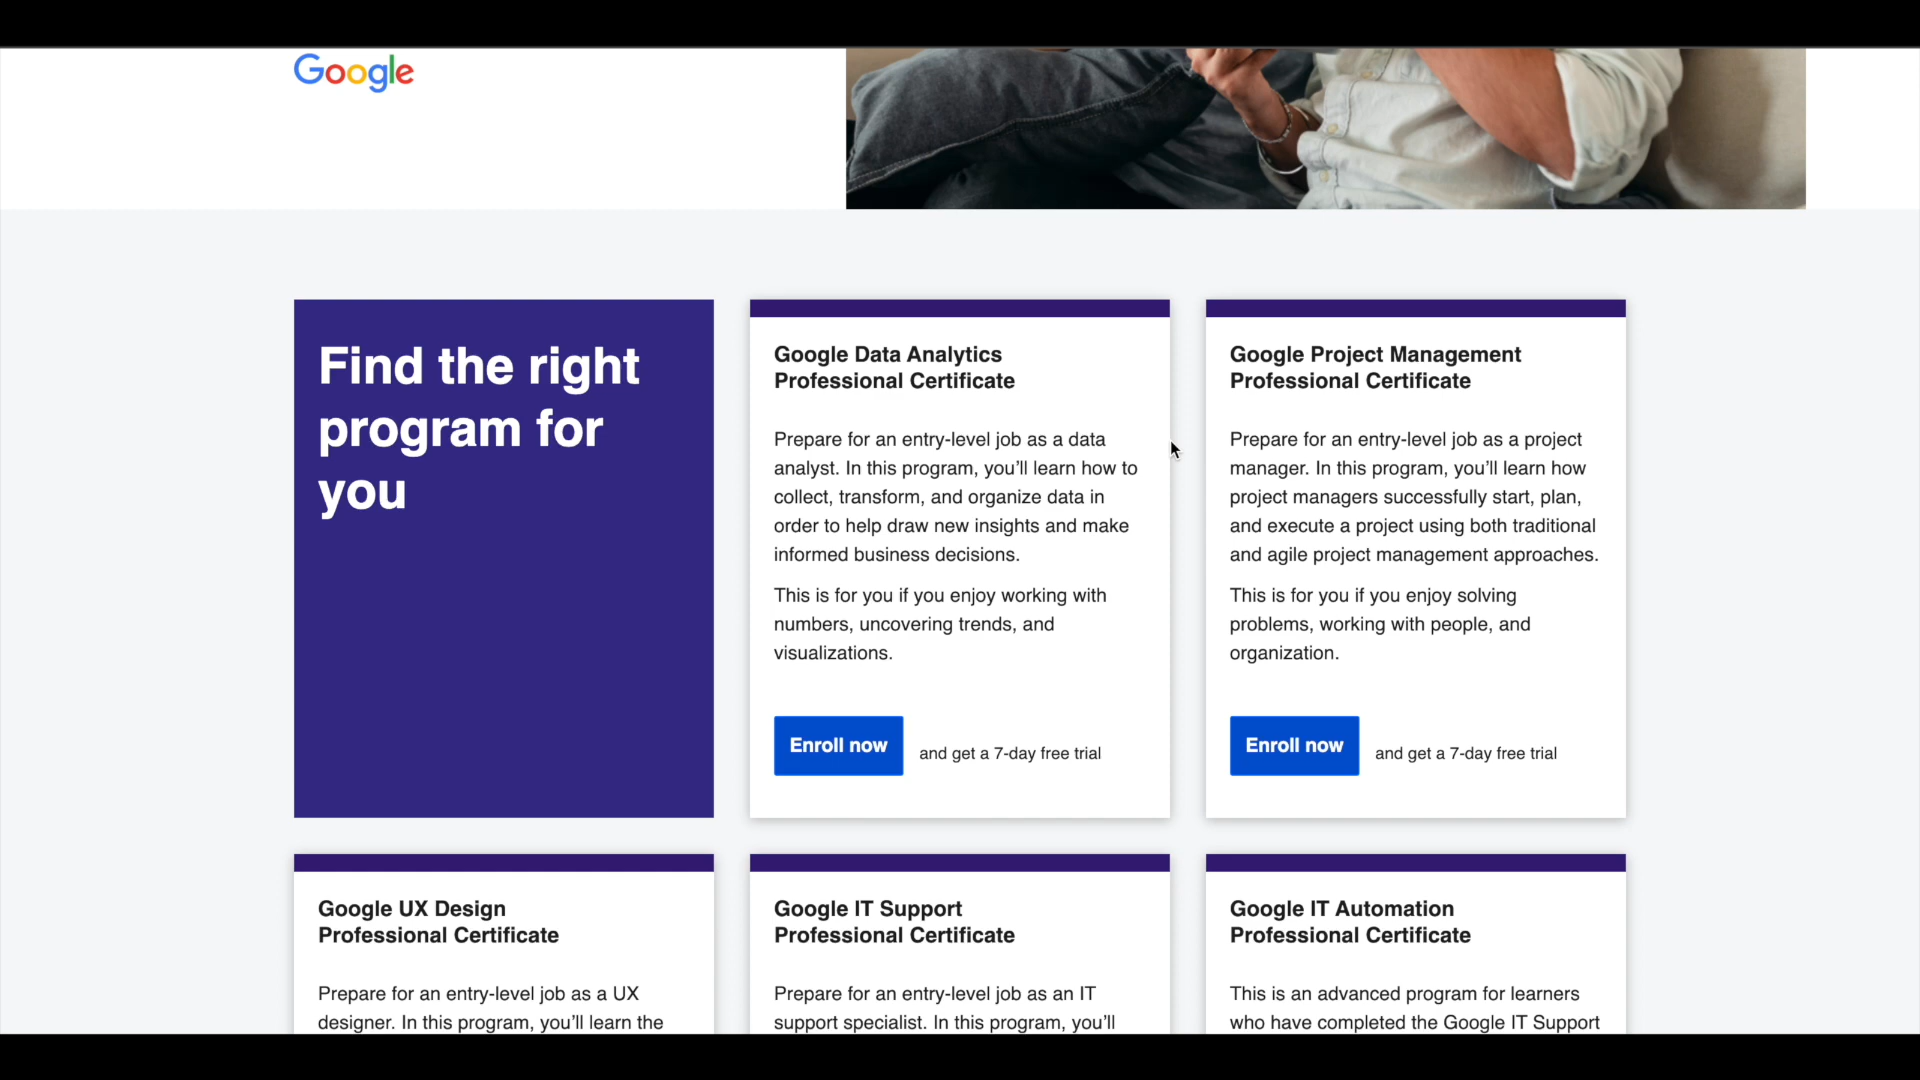 Google
Find the right
program for
you
Google Data Analytics
Professional Certificate
Prepare for an entry-level job as a data
analyst. In this program, you’ll learn how to
collect, transform, and organize data in
order to help draw new insights and make
informed business decisions.
This is for you if you enjoy working with
numbers, uncovering trends, and
visualizations.
Enroll now
and get a 7-day free trial
Google Project Management
Professional Certificate
Prepare for an entry-level job as a project
manager. In this program, you’ll learn how
project managers successfully start, plan,
and execute a project using both traditional
and agile project management approaches.
This is for you if you enjoy solving
problems, working with people, and
organization.
Enroll now
and get a 7-day free trial
Google UX Design
Professional Certificate
Prepare for an entry-level job as a UX
designer. In this program, you’ll learn the
Google IT Support
Professional Certificate
Prepare for an entry-level job as an IT
support specialist. In this program, you’ll
Google IT Automation
Professional Certificate
This is an advanced program for learners
who have completed the Google IT Support